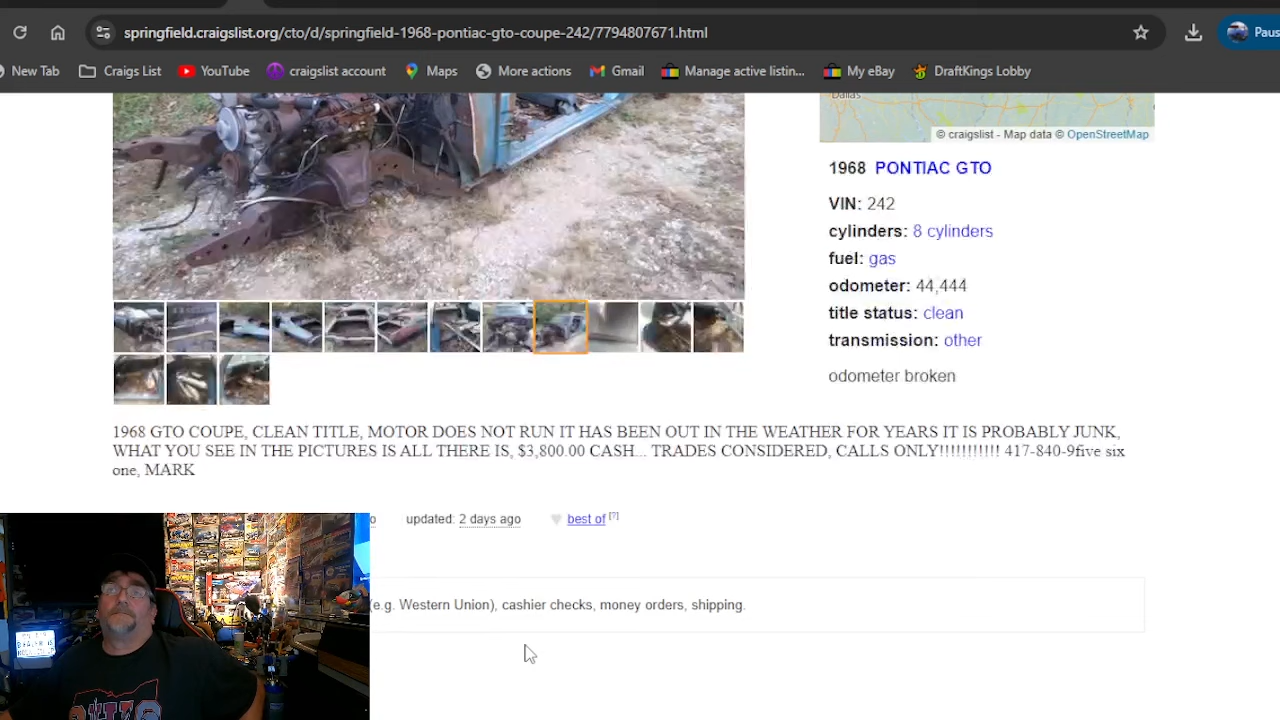 springfield.craigslist.org/cto/d/springfield-1968-pontiac-gto-coupe-242/7794807671.html
Paus
New Tab Craigs List YouTube craigslist account Maps More actions Gmail Manage active listin... My eBay DraftKings Lobby
Dallas
© craigslist - Map data © OpenStreetMap
1968 PONTIAC GTO
VIN: 242
cylinders: 8 cylinders
fuel: gas
odometer: 44,444
title status: clean
transmission: other
odometer broken
1968 GTO COUPE, CLEAN TITLE, MOTOR DOES NOT RUN IT HAS BEEN OUT IN THE WEATHER FOR YEARS IT IS PROBABLY JUNK,
WHAT YOU SEE IN THE PICTURES IS ALL THERE IS, $3,800.00 CASH... TRADES CONSIDERED, CALLS ONLY!!!!!!!!!!! 417-840-9five six
one, MARK
o updated: 2 days ago best of [?]
(e.g. Western Union), cashier checks, money orders, shipping.